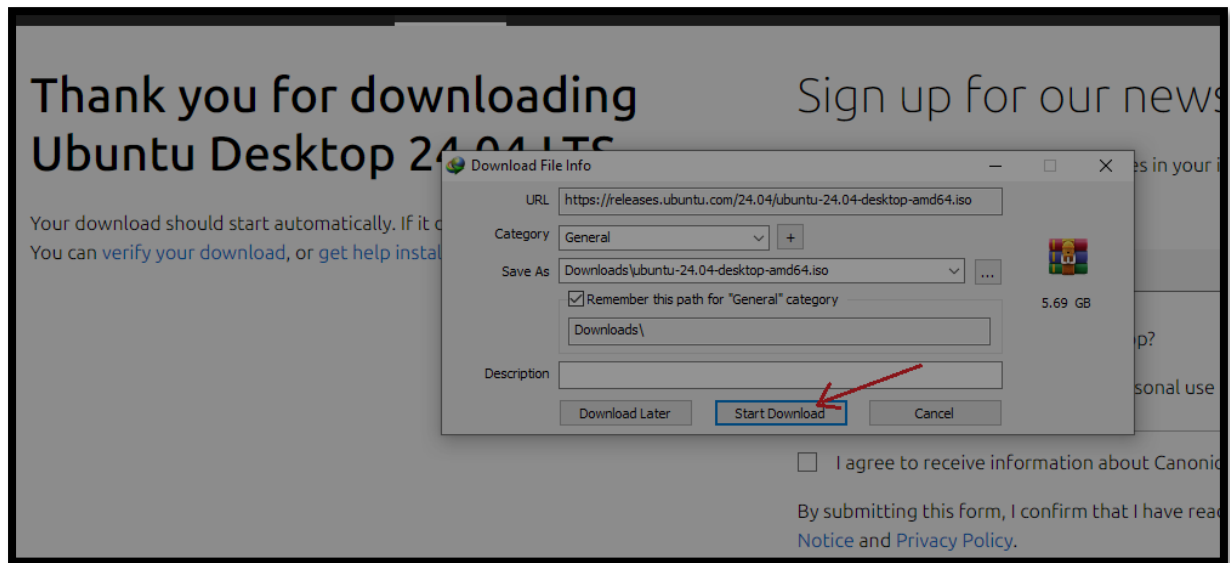 Thank you for downloading
Ubuntu Desktop 24.04 LTS
Your download should start automatically. If it
You can verify your download, or get help instal
Sign up for our news
es in your i
p?
sonal use
I agree to receive information about Canonic
By submitting this form, I confirm that I have read
Notice and Privacy Policy.
Download File Info
URL https://releases.ubuntu.com/24.04/ubuntu-24.04-desktop-amd64.iso
Category General +
Save As Downloads\ubuntu-24.04-desktop-amd64.iso ...
Remember this path for "General" category
Downloads\
5.69 GB
Description
Download Later Start Download Cancel